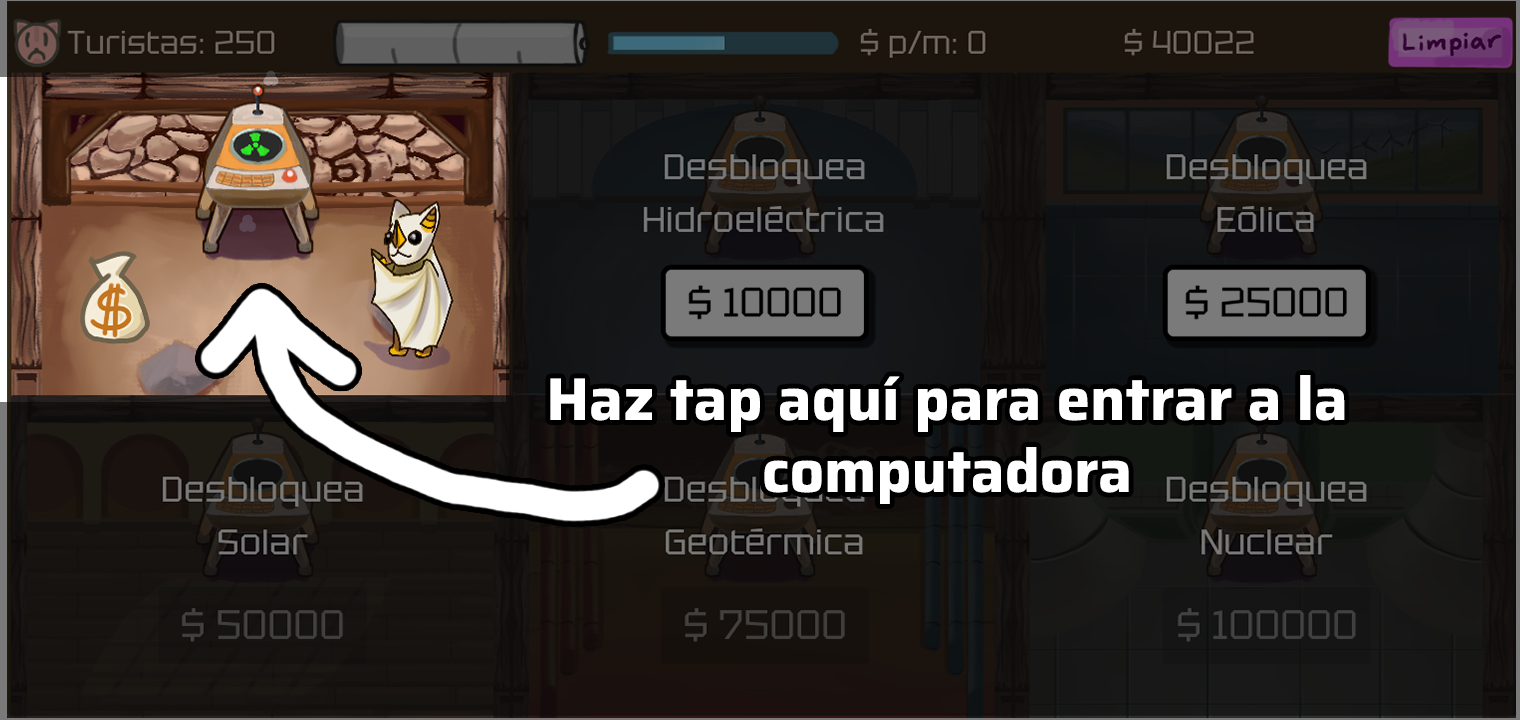 Turistas: 250
$ p/m: 0
$ 40022
Limpiar
$
Desbloquea
Hidroeléctrica
$ 10000
Desbloquea
Eólica
$ 25000
Haz tap aquí para entrar a la
computadora
Desbloquea
Solar
$ 50000
Desbloquea
Geotérmica
$ 75000
Desbloquea
Nuclear
$ 100000